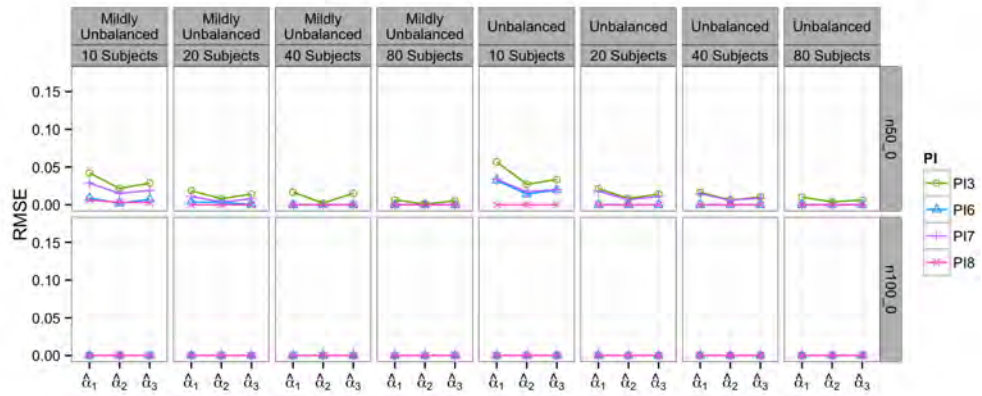 Mildly Unbalanced
Mildly Unbalanced
Mildly Unbalanced
Mildly Unbalanced
Unbalanced
Unbalanced
Unbalanced
Unbalanced
10 Subjects
20 Subjects
40 Subjects
80 Subjects
10 Subjects
20 Subjects
40 Subjects
80 Subjects
0.15
0.10
0.05
0.00
n50_0
RMSE
0.15
0.10
0.05
0.00
n100_0
α̂₁ α̂₂ α̂₃
α̂₁ α̂₂ α̂₃
α̂₁ α̂₂ α̂₃
α̂₁ α̂₂ α̂₃
α̂₁ α̂₂ α̂₃
α̂₁ α̂₂ α̂₃
α̂₁ α̂₂ α̂₃
α̂₁ α̂₂ α̂₃
PI
PI3
PI6
PI7
PI8